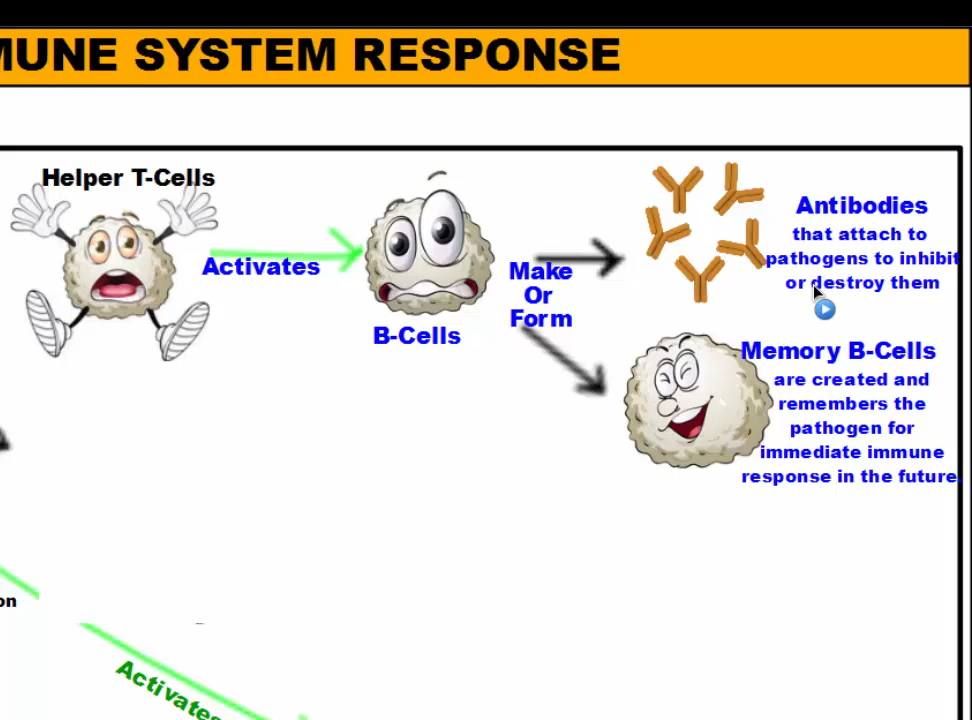 MUNE SYSTEM RESPONSE
Helper T-Cells
Activates
B-Cells
Make
Or
Form
Antibodies
that attach to
pathogens to inhibit
or destroy them
Memory B-Cells
are created and
remembers the
pathogen for
immediate immune
response in the future.
on
Activates